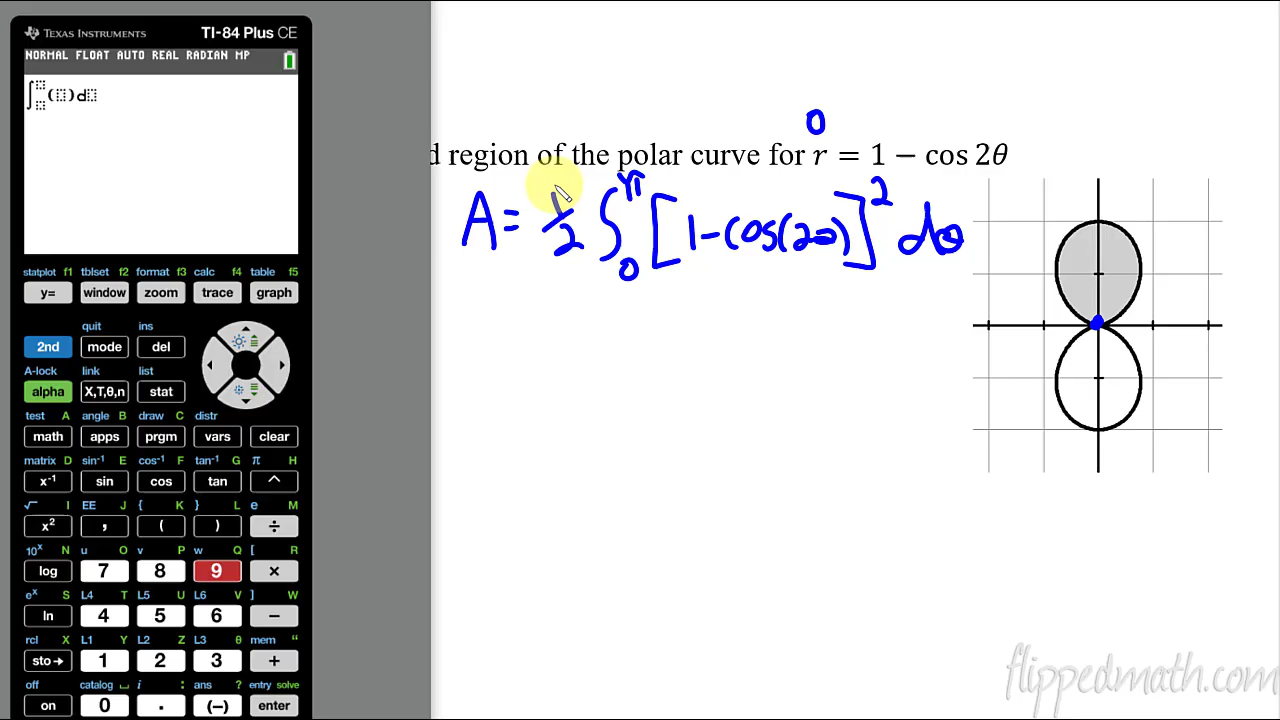 TEXAS INSTRUMENTS TI-84 Plus CE
NORMAL FLOAT AUTO REAL RADIAN MP
∫(⬚)d⬚
0
d region of the polar curve for r = 1 − cos 2θ
A = 1/2 ∫₀^π [1-cos(2θ)]² dθ
statplot f1 tblset f2 format f3 calc f4 table f5
y= window zoom trace graph
quit ins
2nd mode del
A-lock link list
alpha X,T,θ,n stat
test A angle B draw C distr
math apps prgm vars clear
matrix D sin⁻¹ E cos⁻¹ F tan⁻¹ G π H
x⁻¹ sin cos tan ^
√ I EE J { K } L e M
x² , ( ) ÷
10ˣ N u O v P w Q [ R
log 7 8 9 ×
eˣ S L4 T L5 U L6 V ] W
ln 4 5 6 −
rcl X L1 Y L2 Z L3 θ mem "
sto→ 1 2 3 +
off catalog ⎵ i : ans ? entry solve
on 0 . (−) enter
flippedmath.com